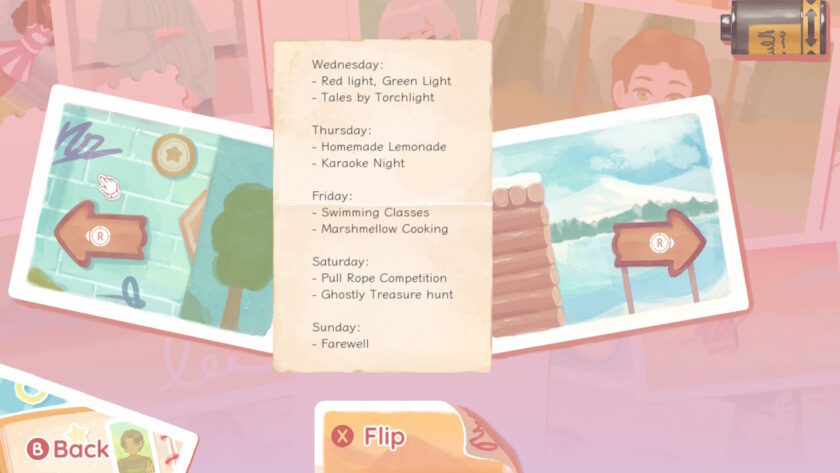 Wednesday:
- Red light, Green Light
- Tales by Torchlight
Thursday:
- Homemade Lemonade
- Karaoke Night
Friday:
- Swimming Classes
- Marshmellow Cooking
Saturday:
- Pull Rope Competition
- Ghostly Treasure hunt
Sunday:
- Farewell
R
R
B Back
X Flip